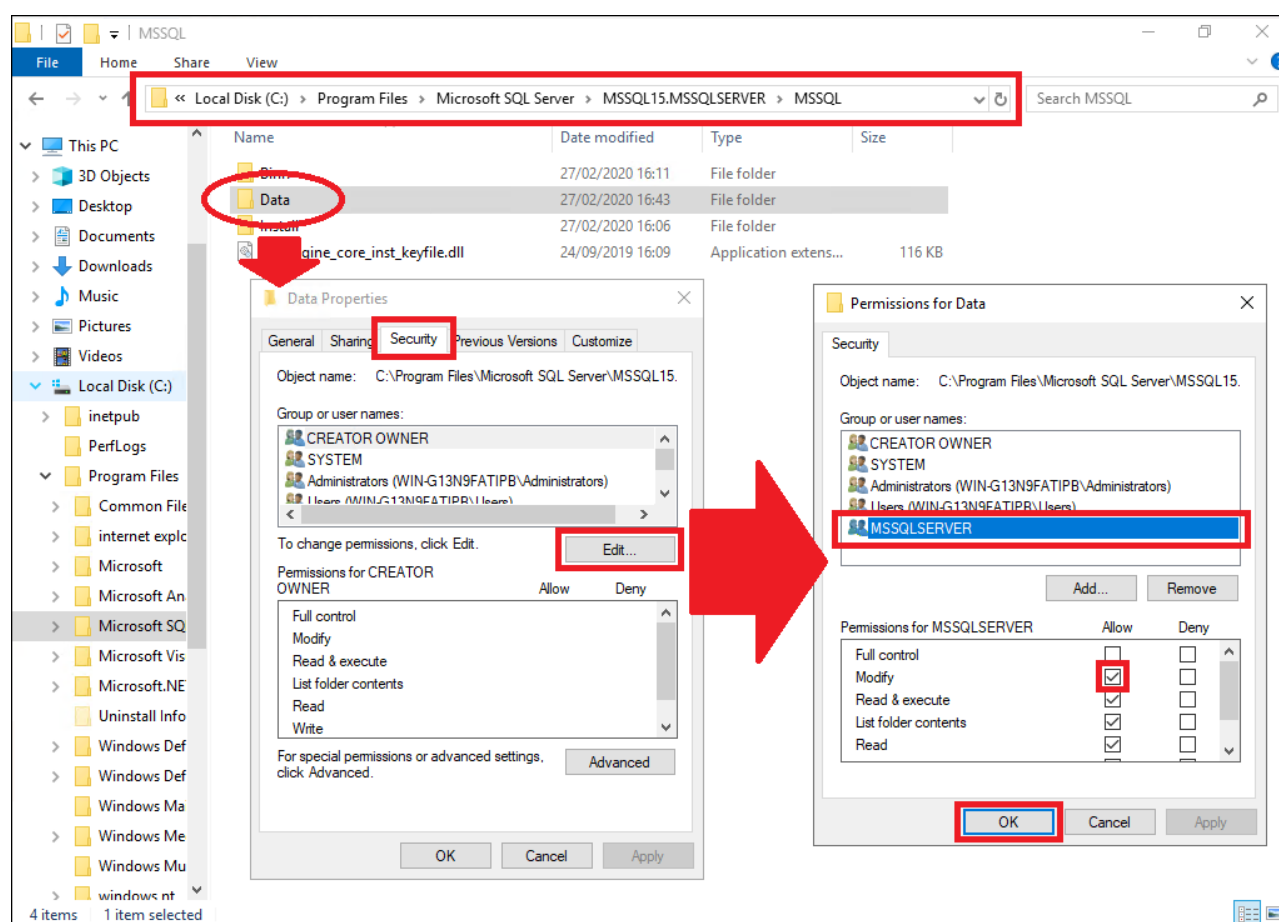 MSSQL
File Home Share View
« Local Disk (C:) › Program Files › Microsoft SQL Server › MSSQL15.MSSQLSERVER › MSSQL
Search MSSQL
Name Date modified Type Size
27/02/2020 16:11 File folder
Data 27/02/2020 16:43 File folder
Install 27/02/2020 16:06 File folder
gine_core_inst_keyfile.dll 24/09/2019 16:09 Application extens... 116 KB
This PC
3D Objects
Desktop
Documents
Downloads
Music
Pictures
Videos
Local Disk (C:)
inetpub
PerfLogs
Program Files
Common File
internet explo
Microsoft
Microsoft An
Microsoft SQ
Microsoft Vis
Microsoft.NE
Uninstall Info
Windows Def
Windows Def
Windows Ma
Windows Me
Windows Mu
windows nt
4 items 1 item selected
Data Properties
General Sharing Security Previous Versions Customize
Object name: C:\Program Files\Microsoft SQL Server\MSSQL15.
Group or user names:
CREATOR OWNER
SYSTEM
Administrators (WIN-G13N9FATIPB\Administrators)
Users (WIN-G13N9FATIPB\Users)
To change permissions, click Edit.
Edit...
Permissions for CREATOR
OWNER Allow Deny
Full control
Modify
Read & execute
List folder contents
Read
Write
For special permissions or advanced settings,
click Advanced.
Advanced
OK Cancel Apply
Permissions for Data
Security
Object name: C:\Program Files\Microsoft SQL Server\MSSQL15.
Group or user names:
CREATOR OWNER
SYSTEM
Administrators (WIN-G13N9FATIPB\Administrators)
Users (WIN-G13N9FATIPB\Users)
MSSQLSERVER
Add... Remove
Permissions for MSSQLSERVER Allow Deny
Full control
Modify
Read & execute
List folder contents
Read
OK Cancel Apply